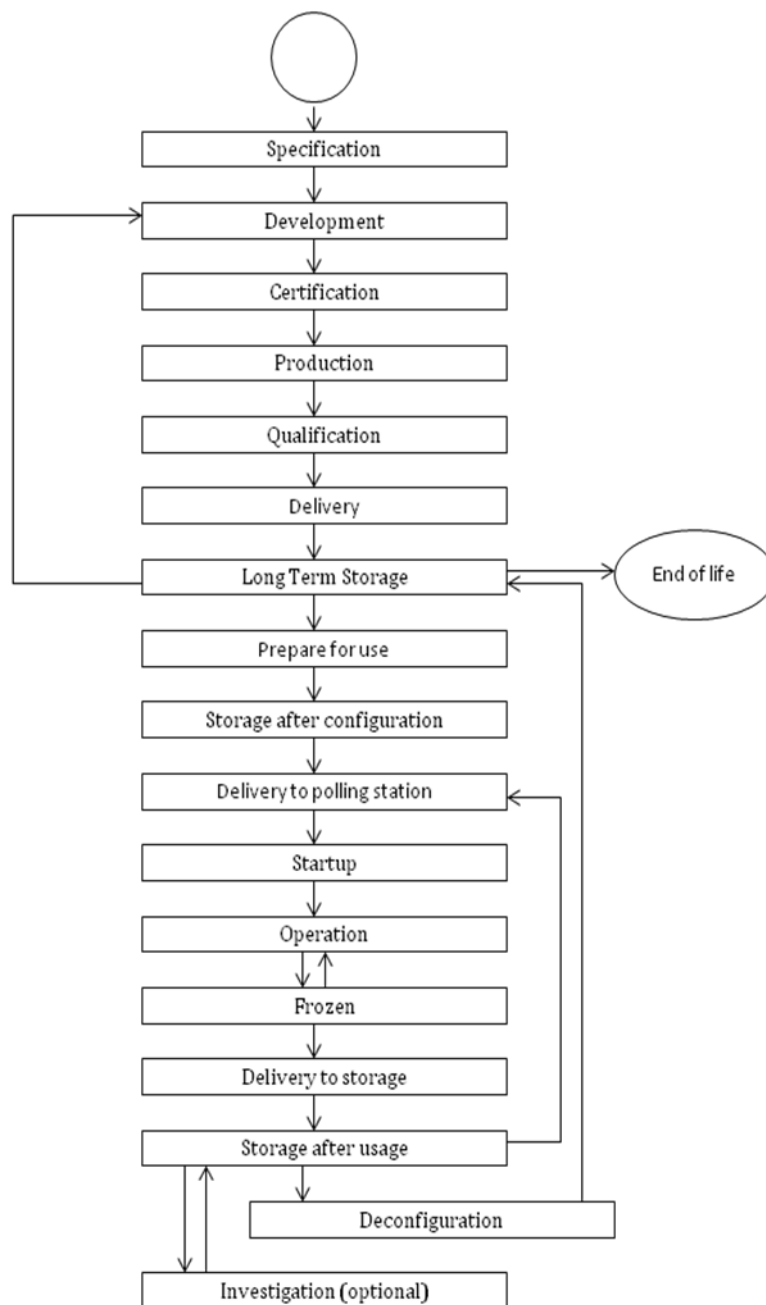 Specification
Development
Certification
Production
Qualification
Delivery
Long Term Storage
End of life
Prepare for use
Storage after configuration
Delivery to polling station
Startup
Operation
Frozen
Delivery to storage
Storage after usage
Deconfiguration
Investigation (optional)